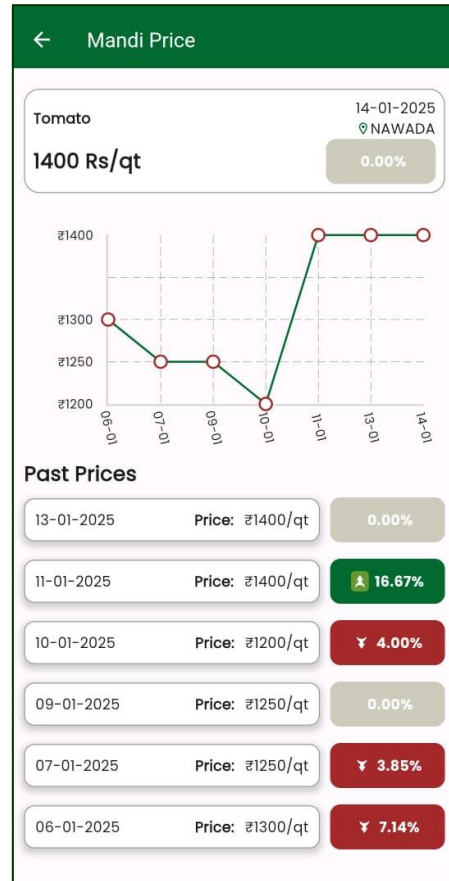 Mandi Price
Tomato
14-01-2025
NAWADA
1400 Rs/qt
0.00%
₹1400
₹1300
₹1250
₹1200
06-01
07-01
09-01
10-01
11-01
13-01
14-01
Past Prices
13-01-2025 Price: ₹1400/qt 0.00%
11-01-2025 Price: ₹1400/qt 16.67%
10-01-2025 Price: ₹1200/qt 4.00%
09-01-2025 Price: ₹1250/qt 0.00%
07-01-2025 Price: ₹1250/qt 3.85%
06-01-2025 Price: ₹1300/qt 7.14%